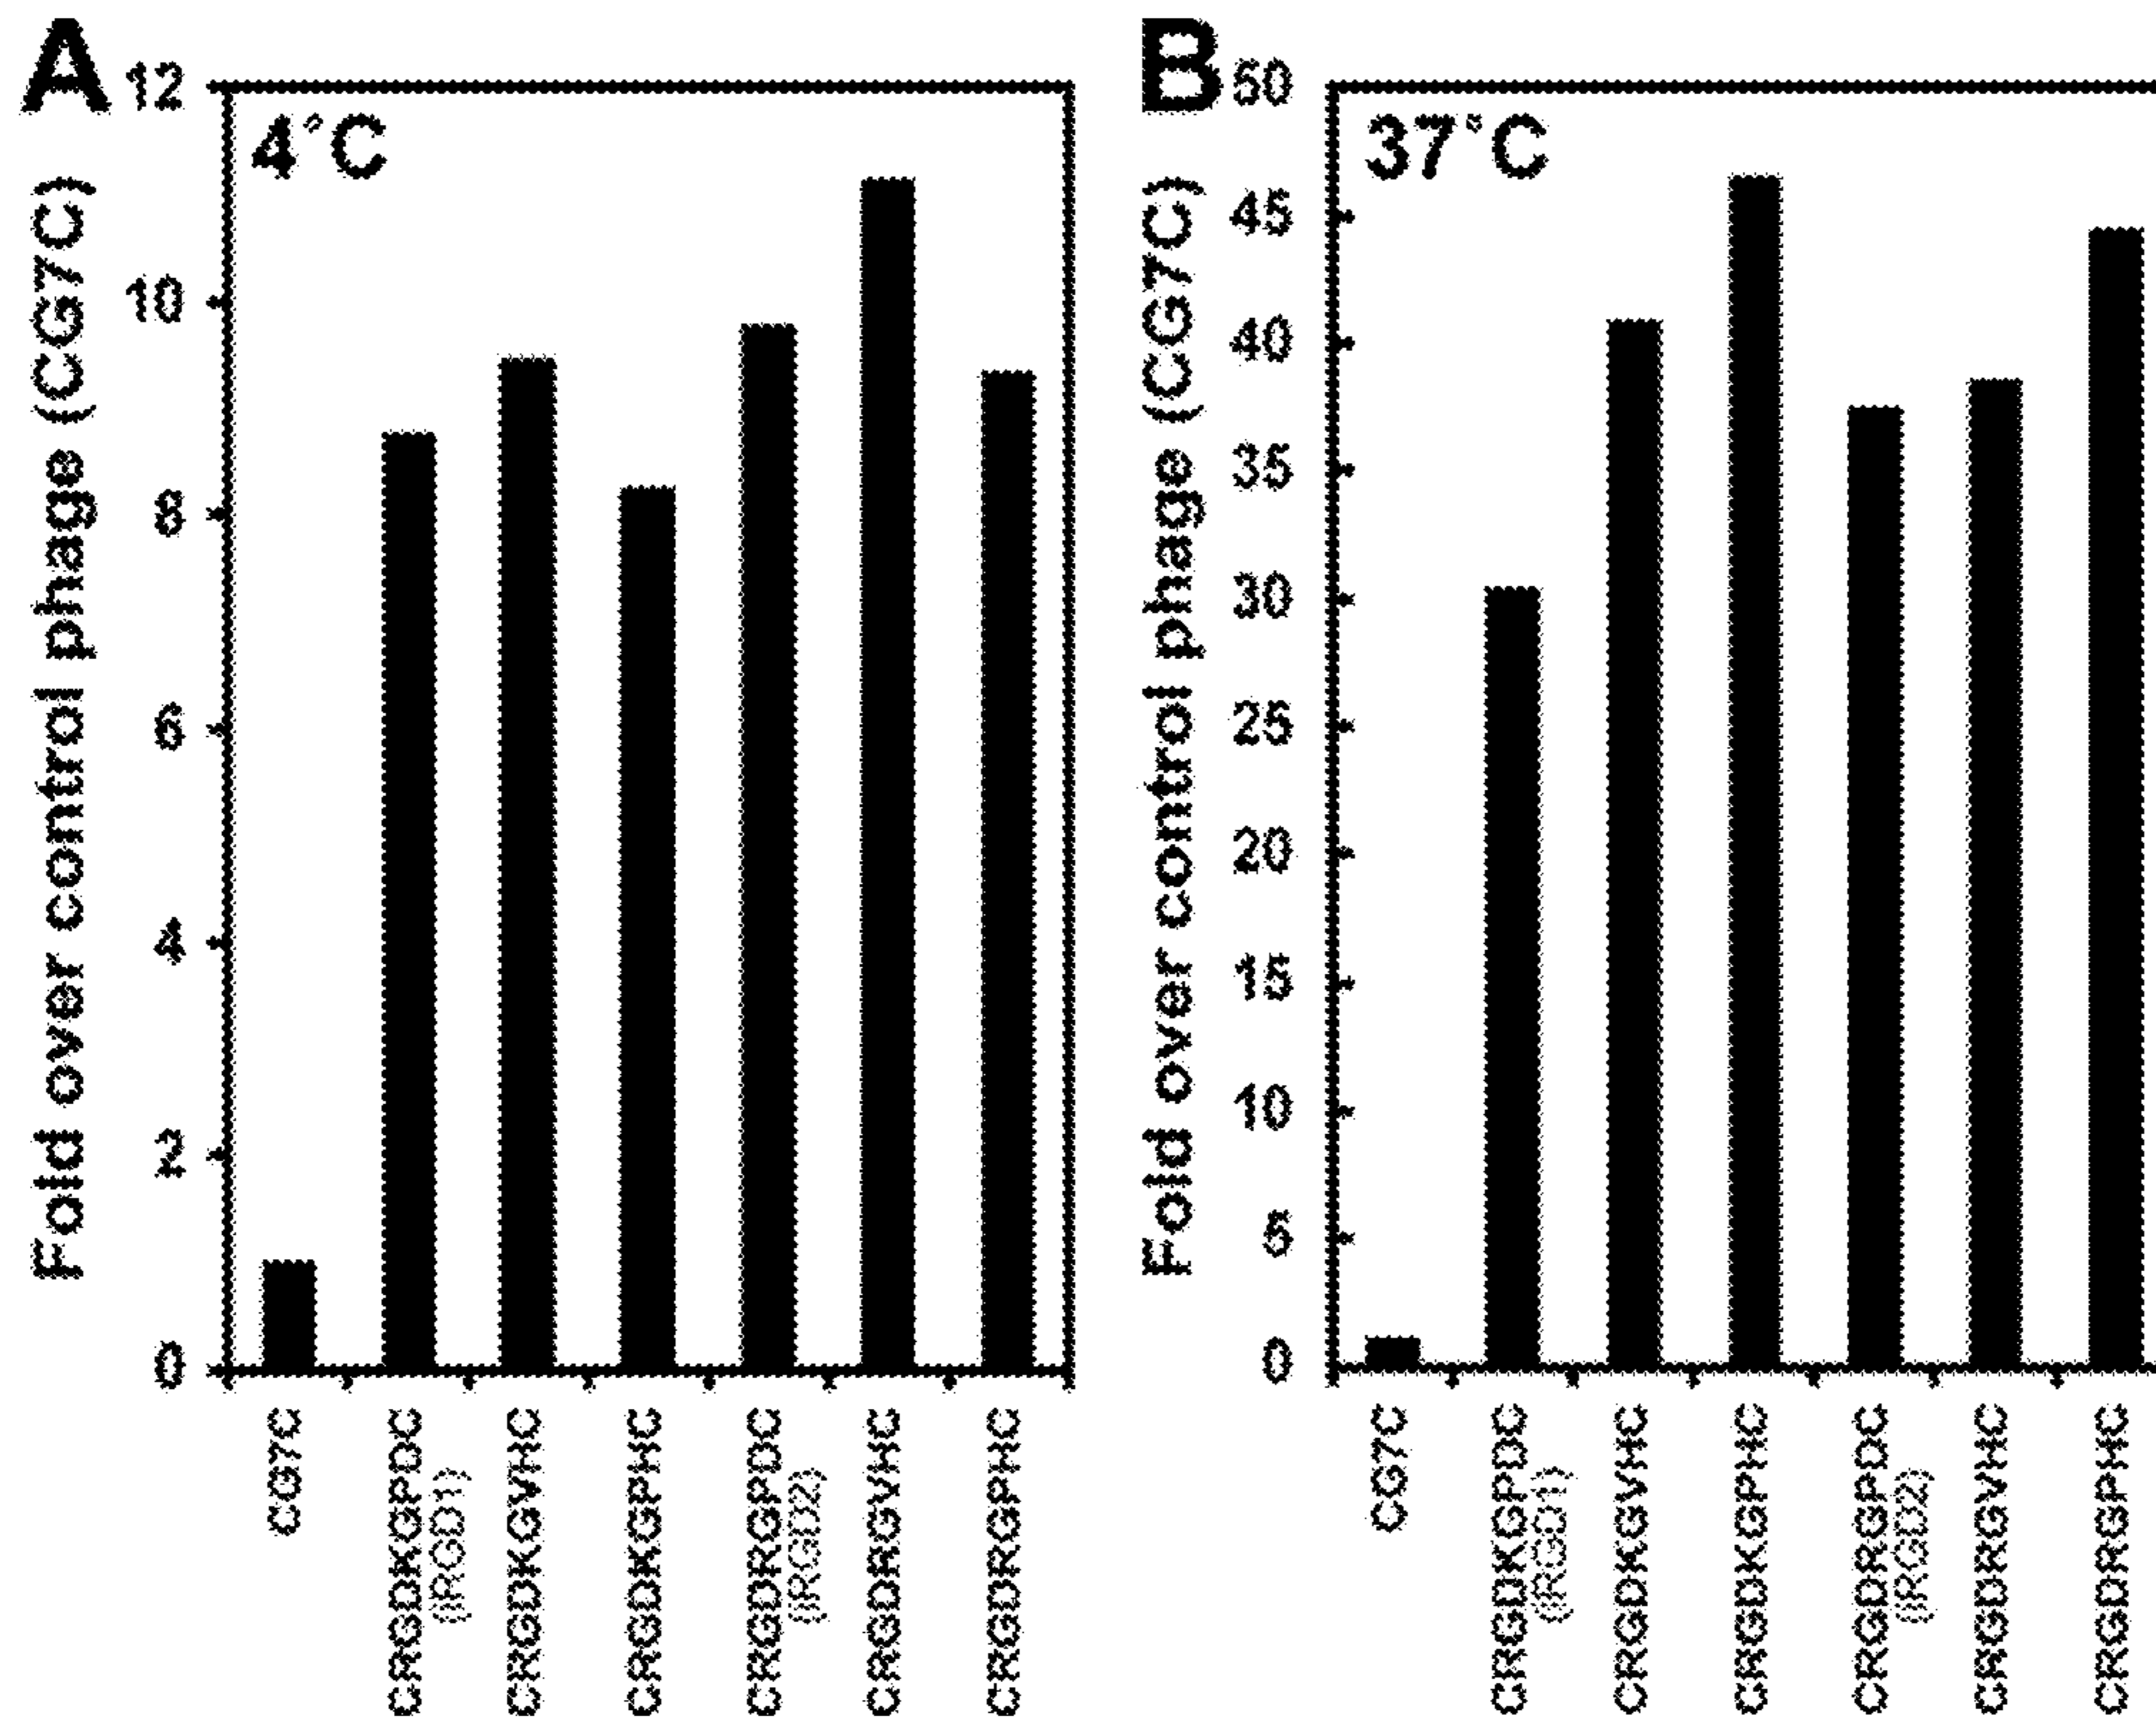 A
12
4°C
10
8
6
4
2
0
Fold over control phage (CG7C)
CG7C
CRGDKGPDC
(iRGD1)
CRGDKGVHC
CRGDKGPHC
CRGDRGPDC
(iRGD2)
CRGDRGVHC
CRGDRGPHC
B
50
37°C
45
40
35
30
25
20
15
10
5
0
Fold over control phage (CG7C)
CG7C
CRGDKGPDC
(iRGD1)
CRGDKGVHC
CRGDKGPHC
CRGDRGPDC
(iRGD2)
CRGDRGVHC
CRGDRGPHC